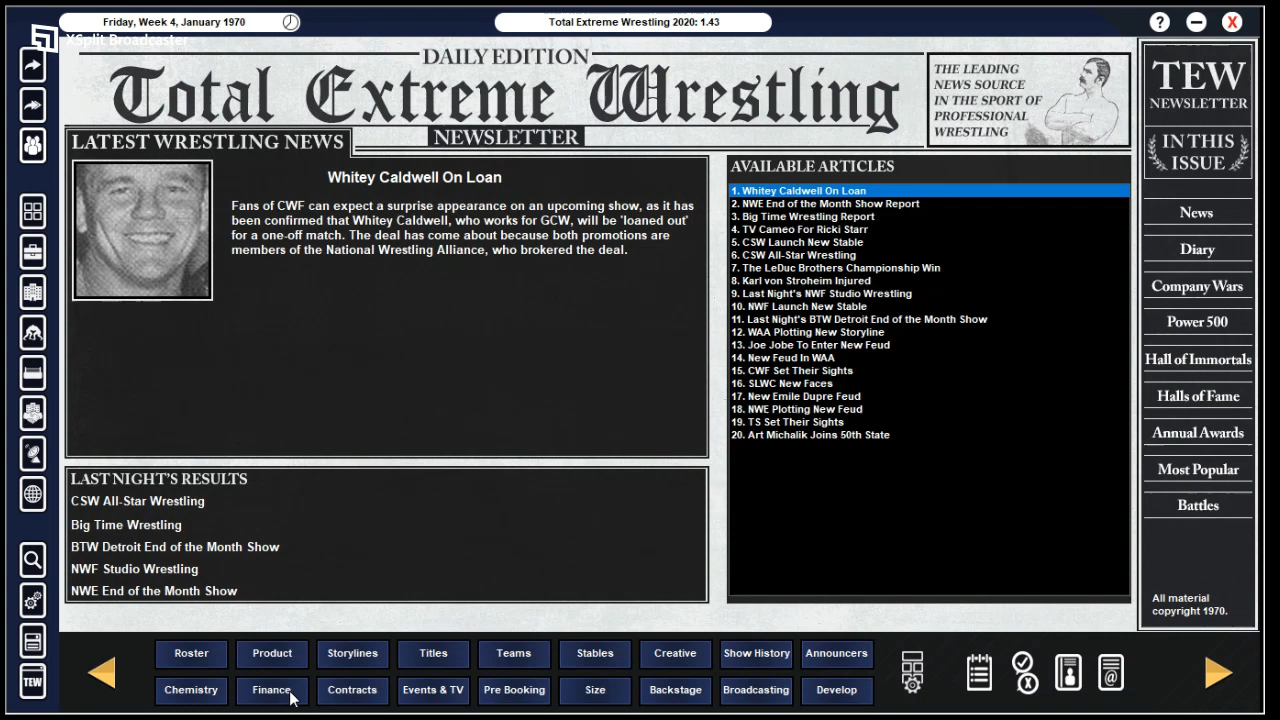 Friday, Week 4, January 1970
Total Extreme Wrestling 2020: 1.43
?
X
XSplit Broadcaster
DAILY EDITION
Total Extreme Wrestling
NEWSLETTER
THE LEADING
NEWS SOURCE
IN THE SPORT OF
PROFESSIONAL
WRESTLING
TEW
NEWSLETTER
IN THIS
ISSUE
News
Diary
Company Wars
Power 500
Hall of Immortals
Halls of Fame
Annual Awards
Most Popular
Battles
All material
copyright 1970.
LATEST WRESTLING NEWS
Whitey Caldwell On Loan
Fans of CWF can expect a surprise appearance on an upcoming show, as it has
been confirmed that Whitey Caldwell, who works for GCW, will be 'loaned out'
for a one-off match. The deal has come about because both promotions are
members of the National Wrestling Alliance, who brokered the deal.
AVAILABLE ARTICLES
1. Whitey Caldwell On Loan
2. NWE End of the Month Show Report
3. Big Time Wrestling Report
4. TV Cameo For Ricki Starr
5. CSW Launch New Stable
6. CSW All-Star Wrestling
7. The LeDuc Brothers Championship Win
8. Karl von Stroheim Injured
9. Last Night's NWF Studio Wrestling
10. NWF Launch New Stable
11. Last Night's BTW Detroit End of the Month Show
12. WAA Plotting New Storyline
13. Joe Jobe To Enter New Feud
14. New Feud In WAA
15. CWF Set Their Sights
16. SLWC New Faces
17. New Emile Dupre Feud
18. NWE Plotting New Feud
19. TS Set Their Sights
20. Art Michalik Joins 50th State
LAST NIGHT'S RESULTS
CSW All-Star Wrestling
Big Time Wrestling
BTW Detroit End of the Month Show
NWF Studio Wrestling
NWE End of the Month Show
TEW
Roster
Product
Storylines
Titles
Teams
Stables
Creative
Show History
Announcers
Chemistry
Finance
Contracts
Events & TV
Pre Booking
Size
Backstage
Broadcasting
Develop